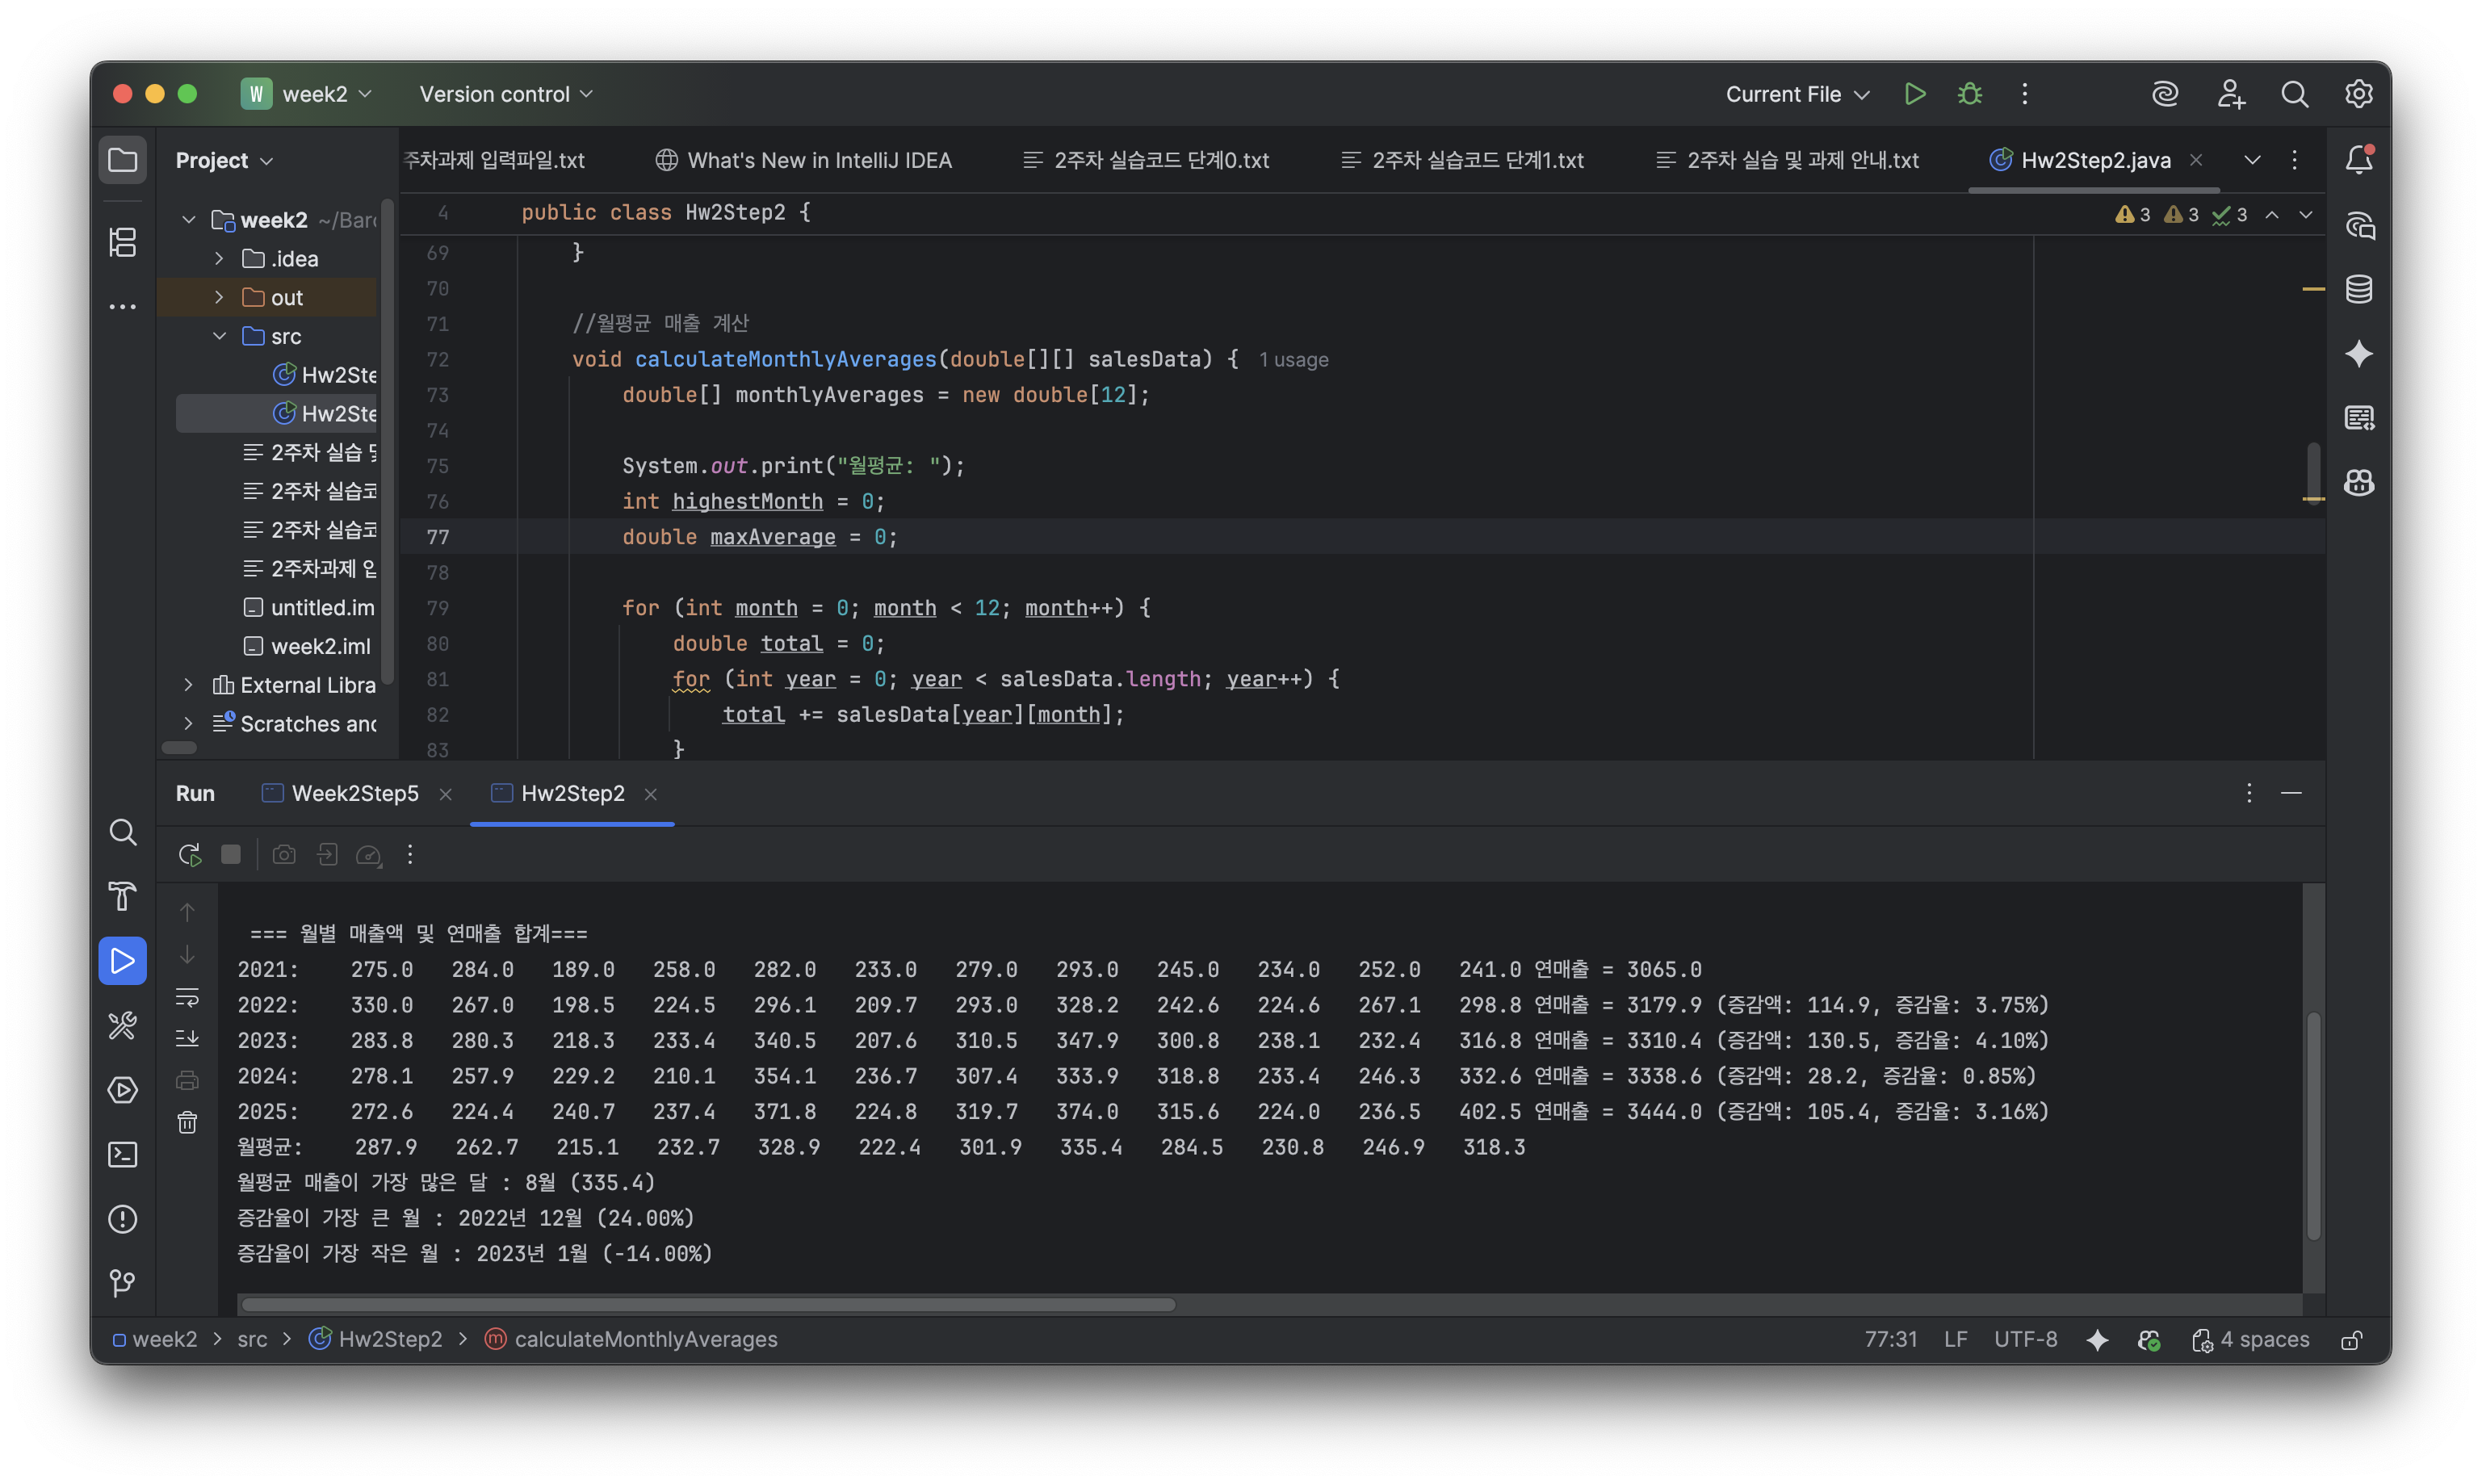 W week2 Version control Current File
Project
주차과제 입력파일.txt What's New in IntelliJ IDEA 2주차 실습코드 단계0.txt 2주차 실습코드 단계1.txt 2주차 실습 및 과제 안내.txt Hw2Step2.java
week2 ~/Barc
.idea
out
src
Hw2Ste
Hw2Ste
2주차 실습 및
2주차 실습코
2주차 실습코
2주차과제 입
untitled.im
week2.iml
External Libra
Scratches and
4 public class Hw2Step2 { 3 3 3
69 }
70
71 //월평균 매출 계산
72 void calculateMonthlyAverages(double[][] salesData) { 1 usage
73 double[] monthlyAverages = new double[12];
74
75 System.out.print("월평균: ");
76 int highestMonth = 0;
77 double maxAverage = 0;
78
79 for (int month = 0; month < 12; month++) {
80 double total = 0;
81 for (int year = 0; year < salesData.length; year++) {
82 total += salesData[year][month];
83 }
Run Week2Step5 Hw2Step2
=== 월별 매출액 및 연매출 합계===
2021: 275.0 284.0 189.0 258.0 282.0 233.0 279.0 293.0 245.0 234.0 252.0 241.0 연매출 = 3065.0
2022: 330.0 267.0 198.5 224.5 296.1 209.7 293.0 328.2 242.6 224.6 267.1 298.8 연매출 = 3179.9 (증감액: 114.9, 증감율: 3.75%)
2023: 283.8 280.3 218.3 233.4 340.5 207.6 310.5 347.9 300.8 238.1 232.4 316.8 연매출 = 3310.4 (증감액: 130.5, 증감율: 4.10%)
2024: 278.1 257.9 229.2 210.1 354.1 236.7 307.4 333.9 318.8 233.4 246.3 332.6 연매출 = 3338.6 (증감액: 28.2, 증감율: 0.85%)
2025: 272.6 224.4 240.7 237.4 371.8 224.8 319.7 374.0 315.6 224.0 236.5 402.5 연매출 = 3444.0 (증감액: 105.4, 증감율: 3.16%)
월평균: 287.9 262.7 215.1 232.7 328.9 222.4 301.9 335.4 284.5 230.8 246.9 318.3
월평균 매출이 가장 많은 달 : 8월 (335.4)
증감율이 가장 큰 월 : 2022년 12월 (24.00%)
증감율이 가장 작은 월 : 2023년 1월 (-14.00%)
week2 > src > Hw2Step2 > calculateMonthlyAverages 77:31 LF UTF-8 4 spaces